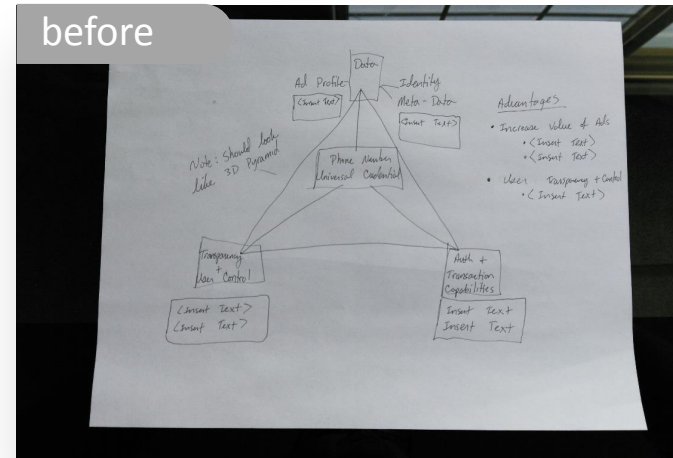 before
Data
Ad Profile
<Insert Text>
Identity
Meta-Data
<Insert Text>
Note: Should look
like 3D Pyramid
Phone Number
Universal Credential
Advantages
• Increase Value of Ads
• <Insert Text>
• <Insert Text>
• User Transparency + Control
• <Insert Text>
Transparency
+
User Control
<Insert Text>
<Insert Text>
Auth +
Transaction
Capabilities
Insert Text
Insert Text